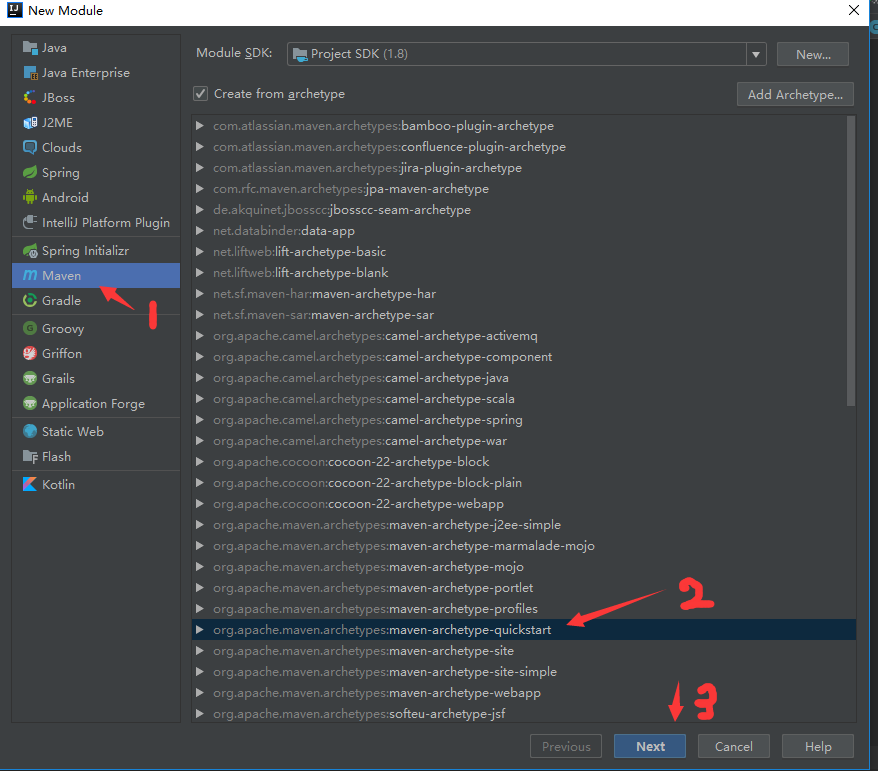 New Module
Java
Java Enterprise
JBoss
J2ME
Clouds
Spring
Android
IntelliJ Platform Plugin
Spring Initializr
Maven
Gradle
Groovy
Griffon
Grails
Application Forge
Static Web
Flash
Kotlin
1
Module SDK: Project SDK (1.8) New...
Create from archetype Add Archetype...
com.atlassian.maven.archetypes:bamboo-plugin-archetype
com.atlassian.maven.archetypes:confluence-plugin-archetype
com.atlassian.maven.archetypes:jira-plugin-archetype
com.rfc.maven.archetypes:jpa-maven-archetype
de.akquinet.jbosscc:jbosscc-seam-archetype
net.databinder:data-app
net.liftweb:lift-archetype-basic
net.liftweb:lift-archetype-blank
net.sf.maven-har:maven-archetype-har
net.sf.maven-sar:maven-archetype-sar
org.apache.camel.archetypes:camel-archetype-activemq
org.apache.camel.archetypes:camel-archetype-component
org.apache.camel.archetypes:camel-archetype-java
org.apache.camel.archetypes:camel-archetype-scala
org.apache.camel.archetypes:camel-archetype-spring
org.apache.camel.archetypes:camel-archetype-war
org.apache.cocoon:cocoon-22-archetype-block
org.apache.cocoon:cocoon-22-archetype-block-plain
org.apache.cocoon:cocoon-22-archetype-webapp
org.apache.maven.archetypes:maven-archetype-j2ee-simple
org.apache.maven.archetypes:maven-archetype-marmalade-mojo
org.apache.maven.archetypes:maven-archetype-mojo
org.apache.maven.archetypes:maven-archetype-portlet
org.apache.maven.archetypes:maven-archetype-profiles
org.apache.maven.archetypes:maven-archetype-quickstart
2
org.apache.maven.archetypes:maven-archetype-site
org.apache.maven.archetypes:maven-archetype-site-simple
org.apache.maven.archetypes:maven-archetype-webapp
org.apache.maven.archetypes:softeu-archetype-jsf
3
Previous Next Cancel Help